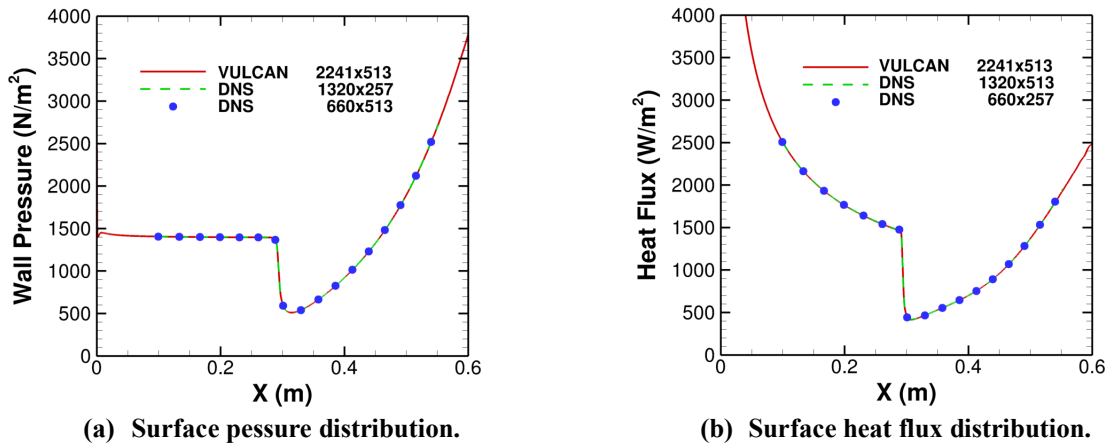 4000
3500
3000
2500
2000
1500
1000
500
0
Wall Pressure (N/m²)
VULCAN 2241x513
DNS 1320x257
DNS 660x513
0 0.2 0.4 0.6
X (m)
(a) Surface pessure distribution.
4000
3500
3000
2500
2000
1500
1000
500
0
Heat Flux (W/m²)
VULCAN 2241x513
DNS 1320x513
DNS 660x257
0 0.2 0.4 0.6
X (m)
(b) Surface heat flux distribution.